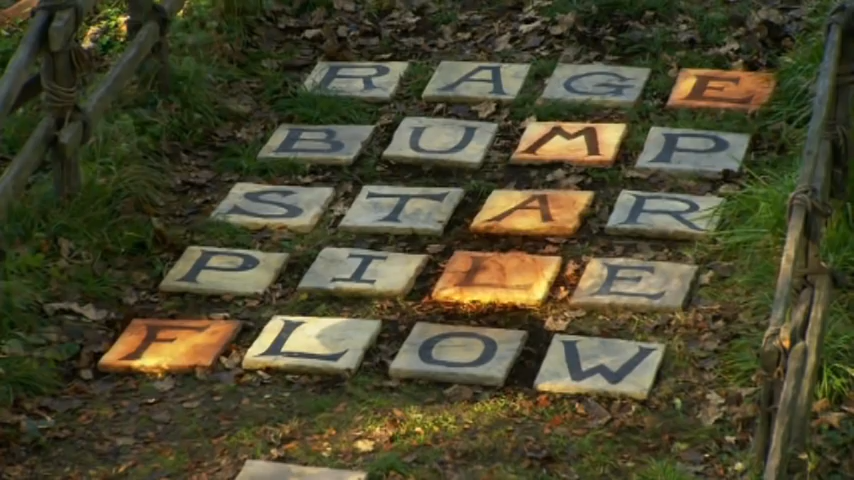 RAGE
BUMP
STAR
PILE
FLOW